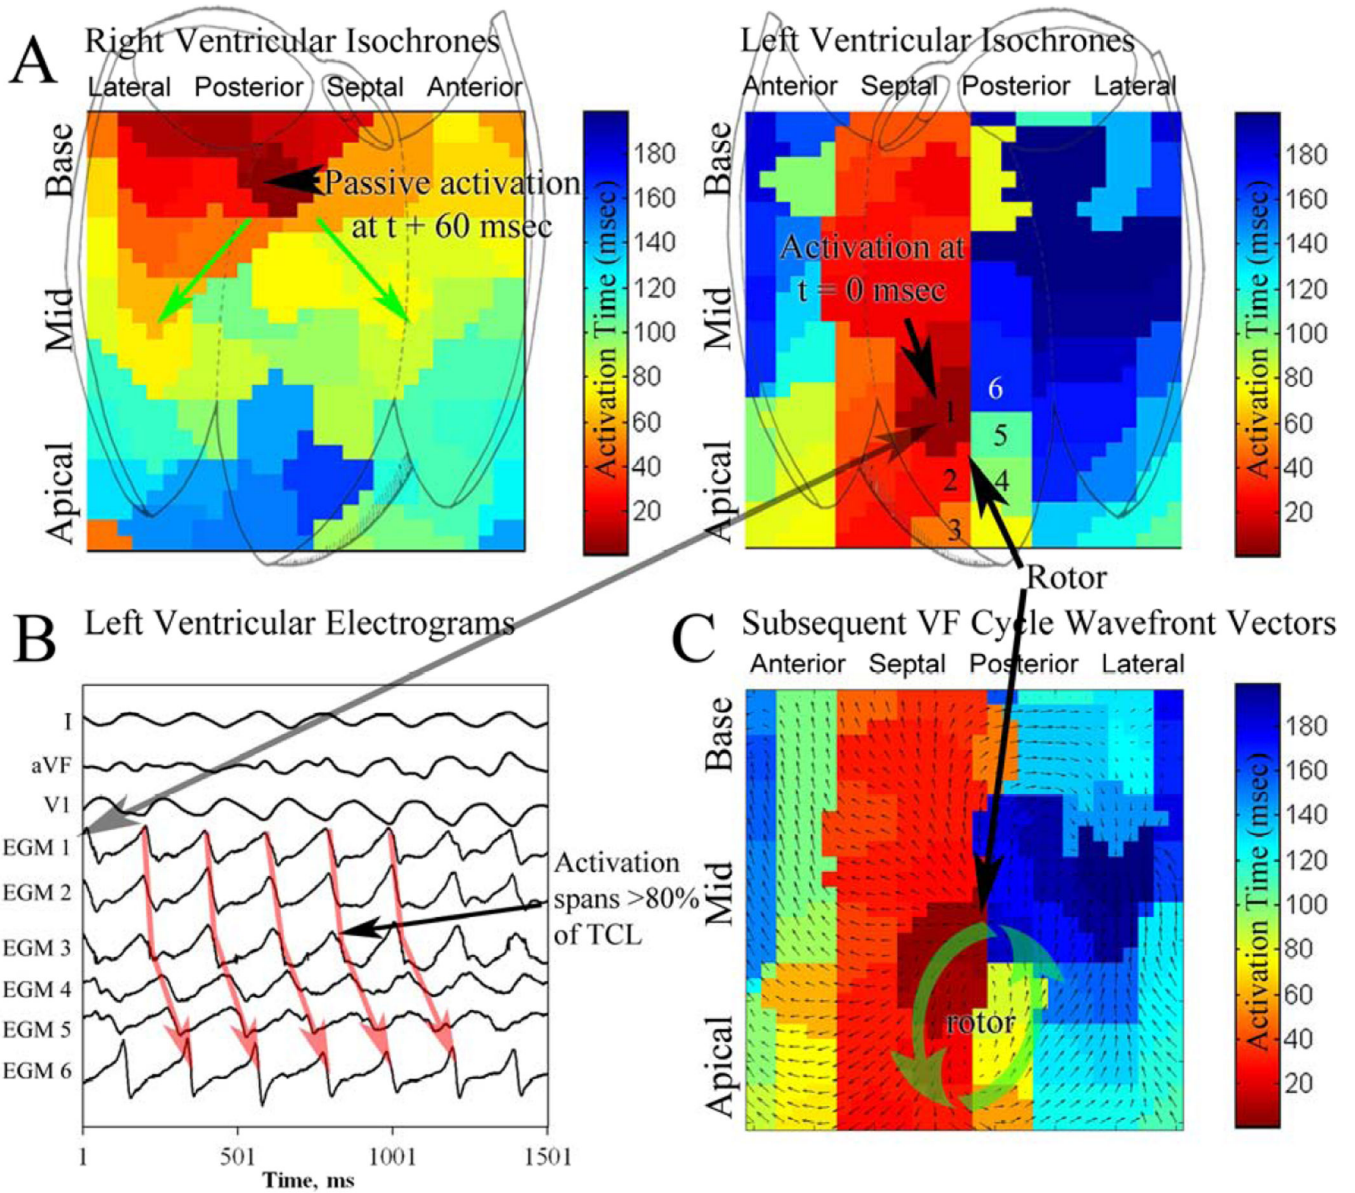 A
Right Ventricular Isochrones
Lateral Posterior Septal Anterior
Base
Mid
Apical
Passive activation
at t + 60 msec
180
160
140
120
100
80
60
40
20
Activation Time (msec)
Left Ventricular Isochrones
Anterior Septal Posterior Lateral
Base
Mid
Apical
Activation at
t = 0 msec
6
1
5
2
4
3
180
160
140
120
100
80
60
40
20
Activation Time (msec)
Rotor
B
Left Ventricular Electrograms
I
aVF
V1
EGM 1
EGM 2
EGM 3
EGM 4
EGM 5
EGM 6
Activation
spans >80%
of TCL
1 501 1001 1501
Time, ms
C
Subsequent VF Cycle Wavefront Vectors
Anterior Septal Posterior Lateral
Base
Mid
Apical
rotor
180
160
140
120
100
80
60
40
20
Activation Time (msec)